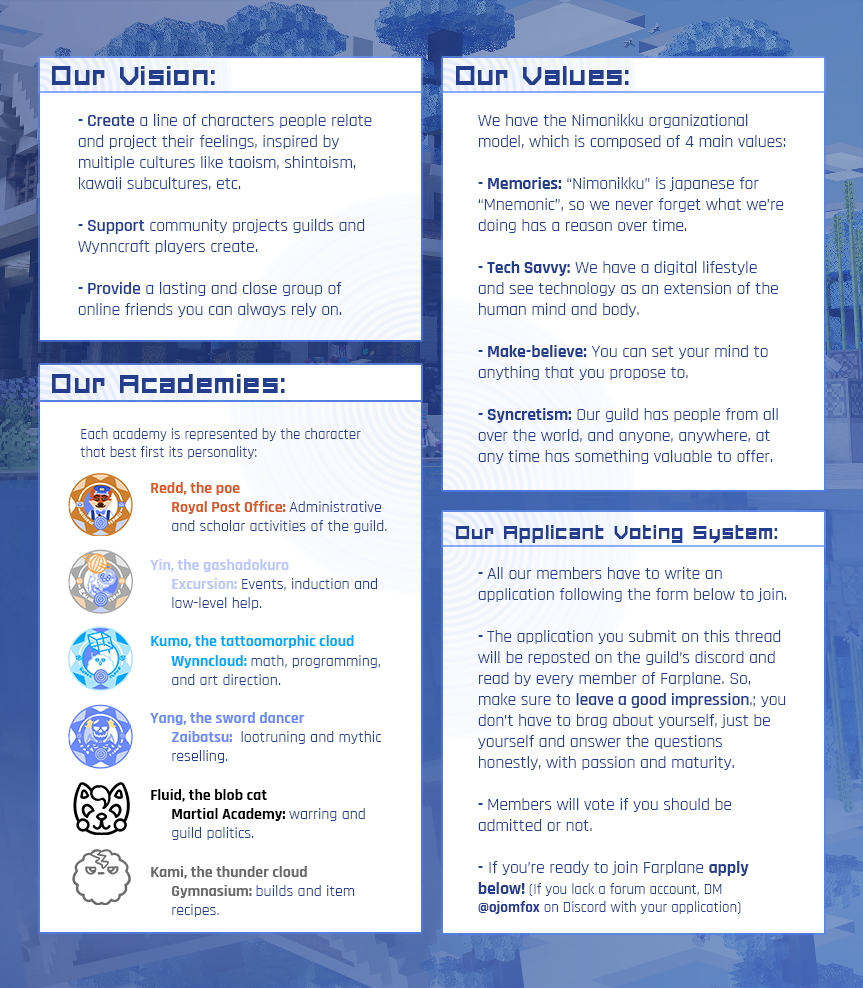 Our Vision:
- Create a line of characters people relate
and project their feelings, inspired by
multiple cultures like taoism, shintoism,
kawaii subcultures, etc.
- Support community projects guilds and
Wynncraft players create.
- Provide a lasting and close group of
online friends you can always rely on.
Our Academies:
Each academy is represented by the character
that best first its personality:
Redd, the poe
Royal Post Office: Administrative
and scholar activities of the guild.
Yin, the gashadokuro
Excursion: Events, induction and
low-level help.
Kumo, the tattoomorphic cloud
Wynncloud: math, programming,
and art direction.
Yang, the sword dancer
Zaibatsu: lootruning and mythic
reselling.
Fluid, the blob cat
Martial Academy: warring and
guild politics.
Kami, the thunder cloud
Gymnasium: builds and item
recipes.
Our Values:
We have the Nimonikku organizational
model, which is composed of 4 main values:
- Memories: “Nimonikku” is japanese for
“Mnemonic”, so we never forget what we’re
doing has a reason over time.
- Tech Savvy: We have a digital lifestyle
and see technology as an extension of the
human mind and body.
- Make-believe: You can set your mind to
anything that you propose to.
- Syncretism: Our guild has people from all
over the world, and anyone, anywhere, at
any time has something valuable to offer.
Our Applicant Voting System:
- All our members have to write an
application following the form below to join.
- The application you submit on this thread
will be reposted on the guild’s discord and
read by every member of Farplane. So,
make sure to leave a good impression.; you
don’t have to brag about yourself, just be
yourself and answer the questions
honestly, with passion and maturity.
- Members will vote if you should be
admitted or not.
- If you’re ready to join Farplane apply
below! (If you lack a forum account, DM
@ojomfox on Discord with your application)